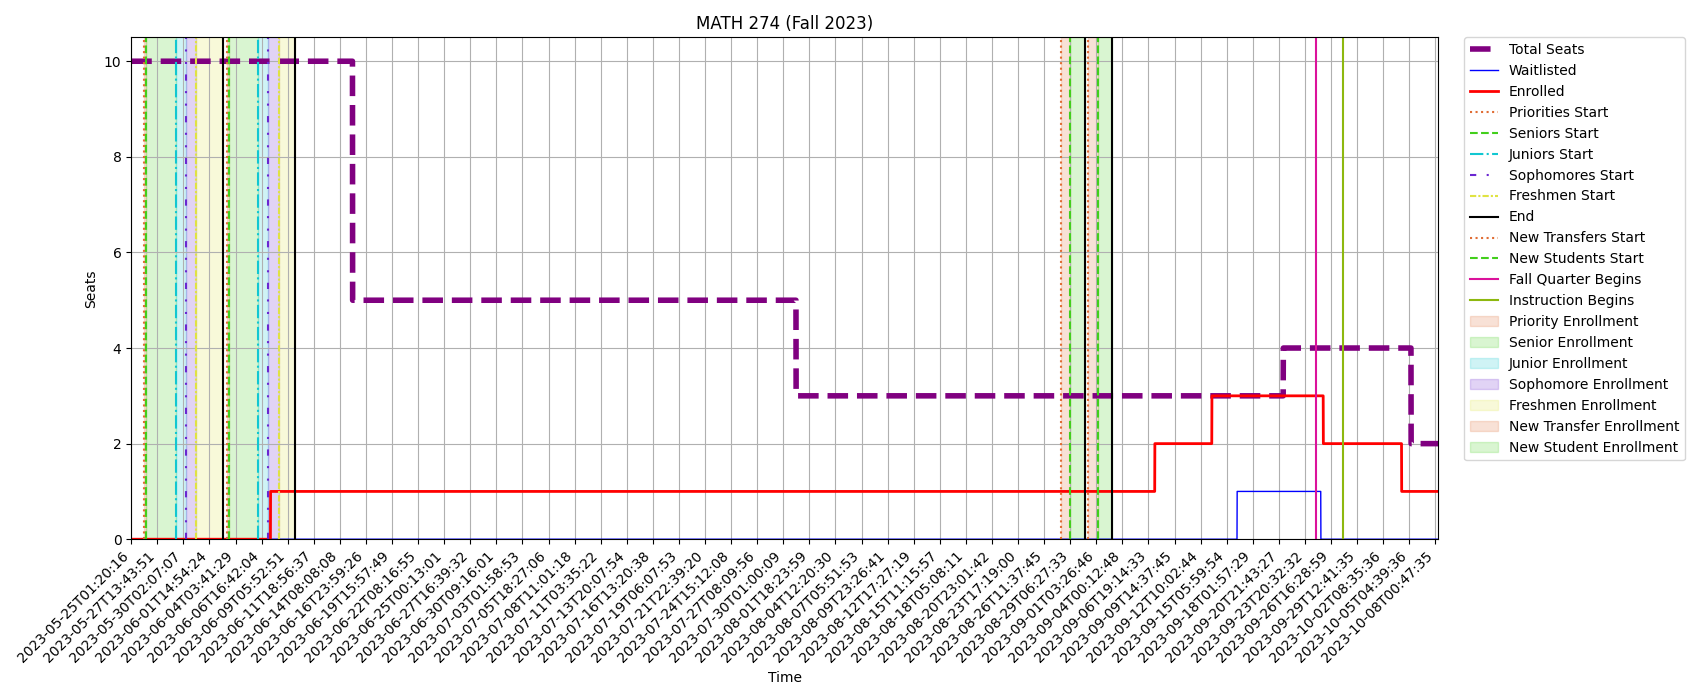 MATH 274 (Fall 2023)
Seats
10
8
6
4
2
0
2023-05-25T01:20:16
2023-05-27T13:43:51
2023-05-30T02:07:07
2023-06-01T14:54:24
2023-06-04T03:41:29
2023-06-06T16:42:04
2023-06-09T05:52:51
2023-06-11T18:56:37
2023-06-14T08:08:08
2023-06-16T23:59:26
2023-06-19T15:57:49
2023-06-22T08:16:55
2023-06-25T00:13:01
2023-06-27T16:39:32
2023-06-30T09:16:01
2023-07-03T01:58:53
2023-07-05T18:27:06
2023-07-08T11:01:18
2023-07-11T03:35:22
2023-07-13T20:07:54
2023-07-16T13:20:38
2023-07-19T06:07:53
2023-07-21T22:39:20
2023-07-24T15:12:08
2023-07-27T08:09:56
2023-07-30T01:00:09
2023-08-01T18:23:59
2023-08-04T12:20:30
2023-08-07T05:51:53
2023-08-09T23:26:41
2023-08-12T17:27:19
2023-08-15T11:15:57
2023-08-18T05:08:11
2023-08-20T23:01:42
2023-08-23T17:19:00
2023-08-26T11:37:45
2023-08-29T06:27:33
2023-09-01T03:26:46
2023-09-04T00:12:48
2023-09-06T19:14:33
2023-09-09T14:37:45
2023-09-12T10:02:44
2023-09-15T05:59:54
2023-09-18T01:57:29
2023-09-20T21:43:27
2023-09-23T20:32:32
2023-09-26T16:28:59
2023-09-29T12:41:35
2023-10-02T08:35:36
2023-10-05T04:39:36
2023-10-08T00:47:35
Time
Total Seats
Waitlisted
Enrolled
Priorities Start
Seniors Start
Juniors Start
Sophomores Start
Freshmen Start
End
New Transfers Start
New Students Start
Fall Quarter Begins
Instruction Begins
Priority Enrollment
Senior Enrollment
Junior Enrollment
Sophomore Enrollment
Freshmen Enrollment
New Transfer Enrollment
New Student Enrollment